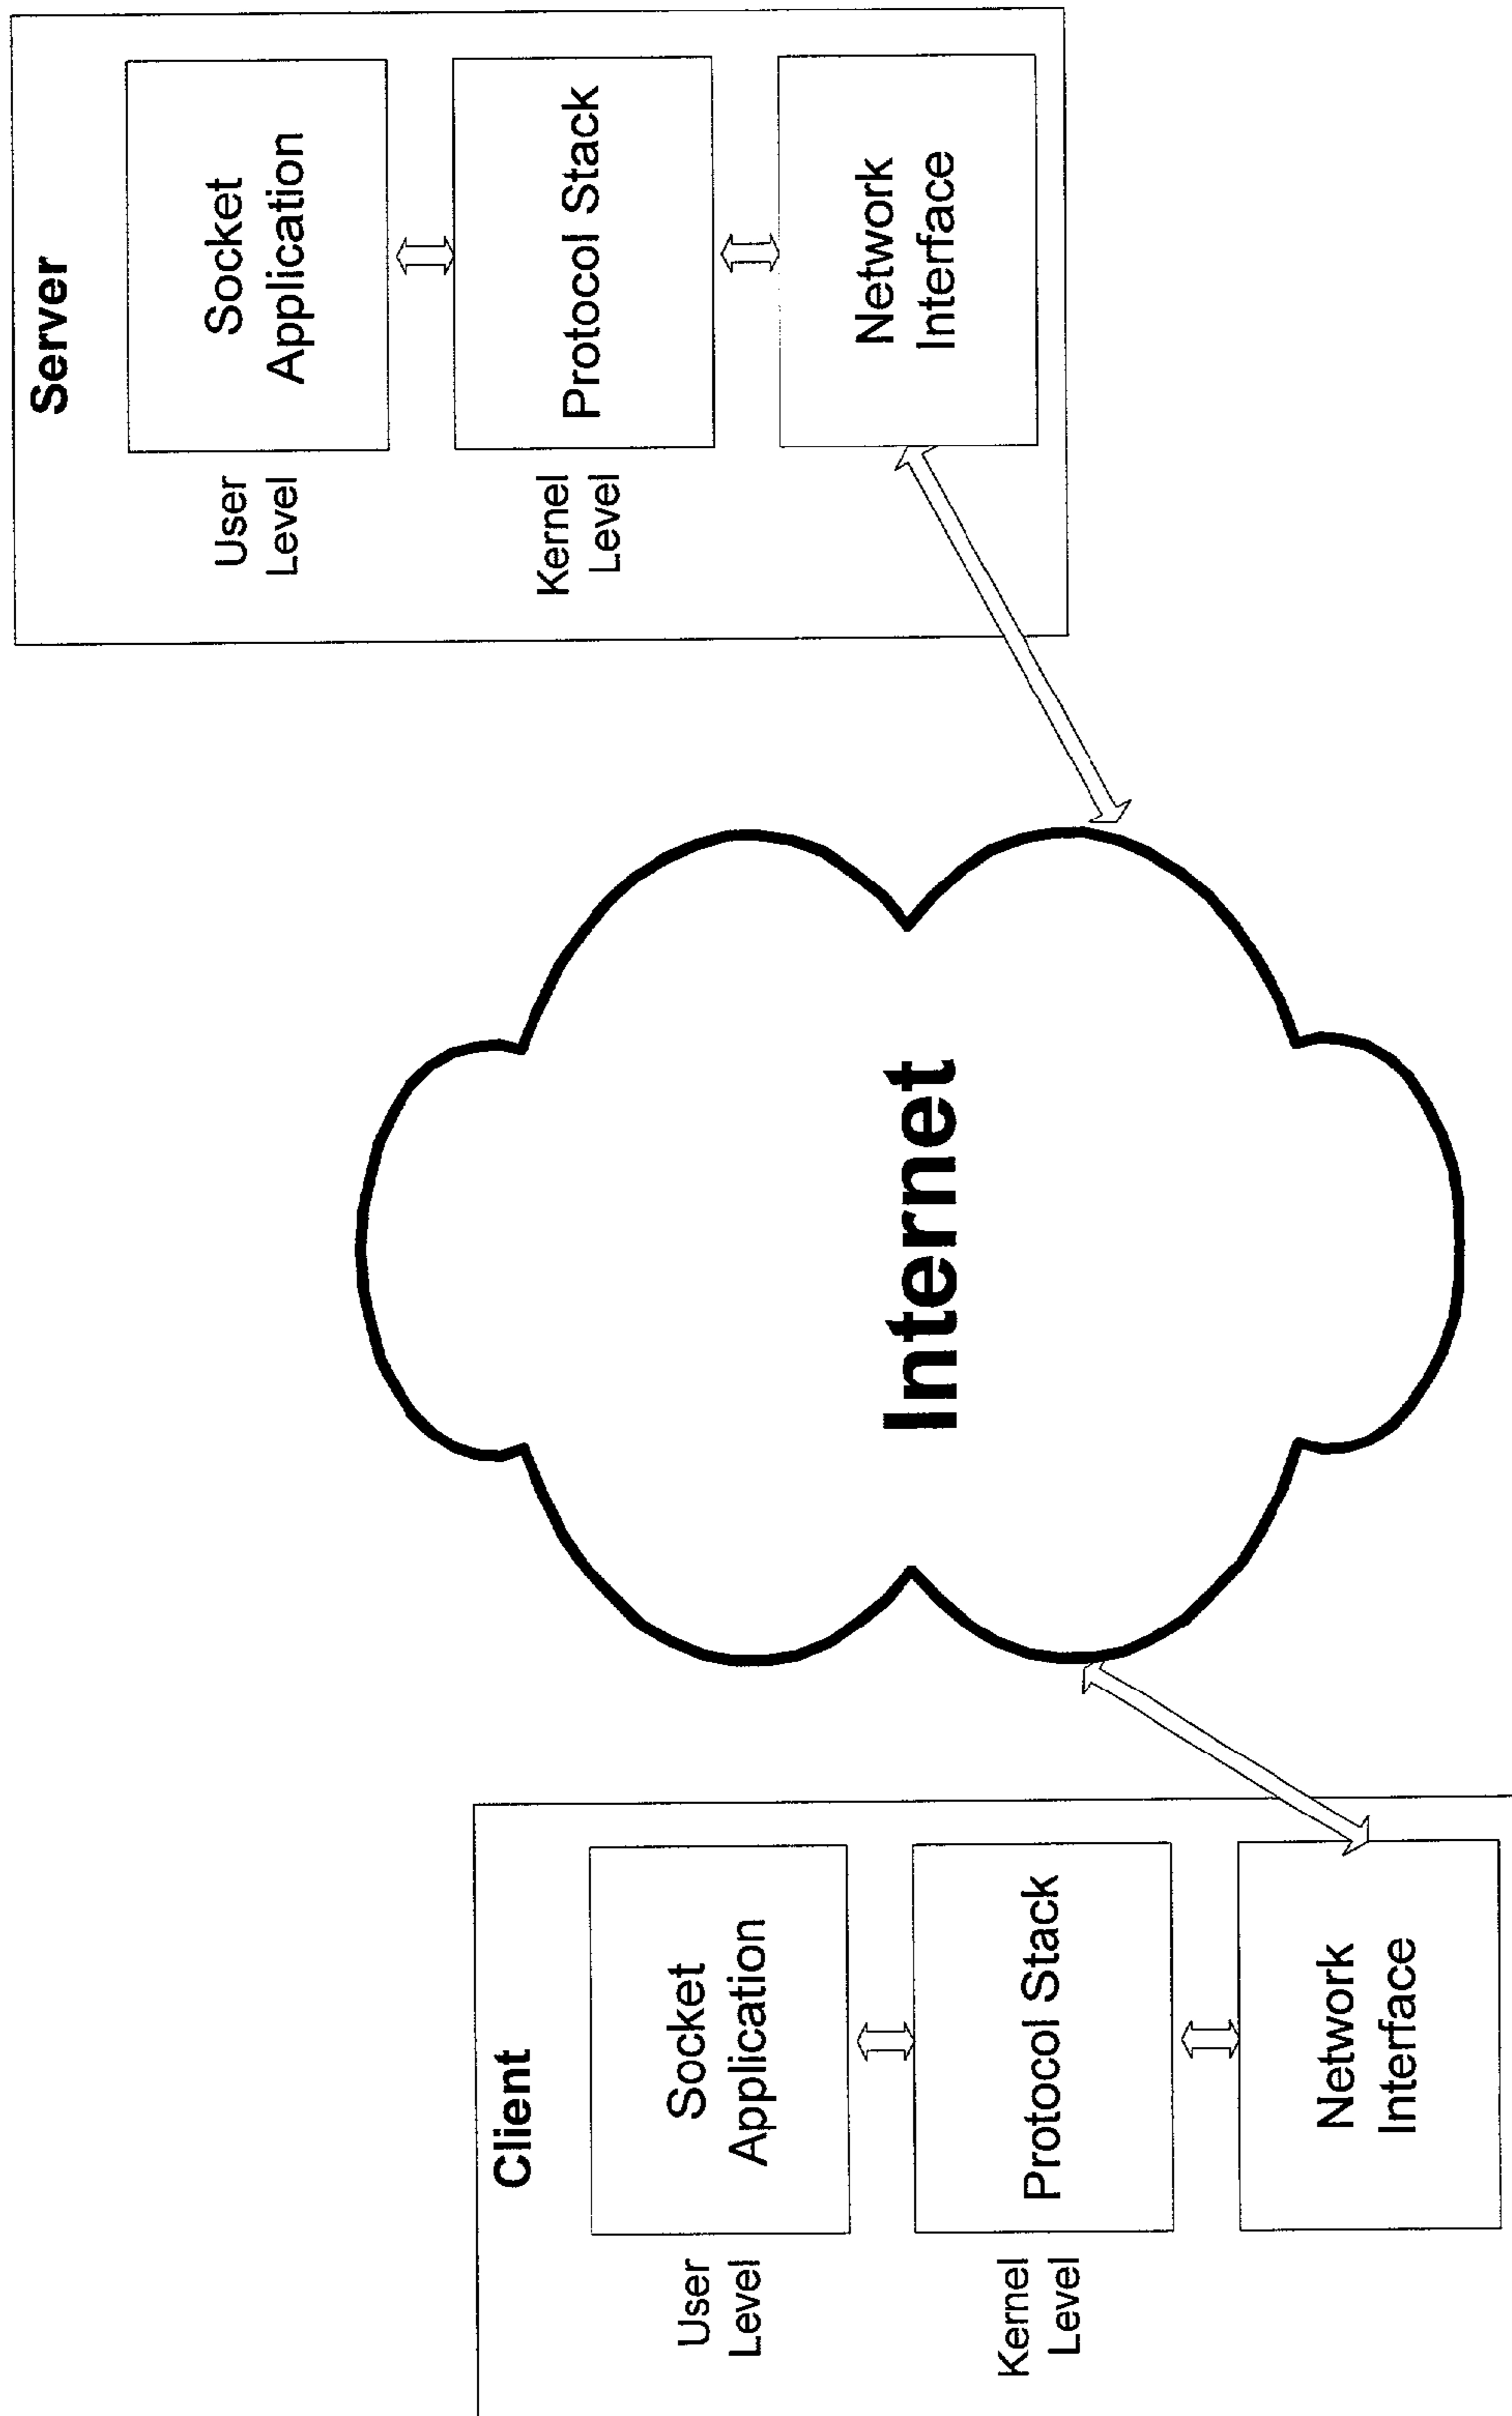 Client
User
Level
Socket
Application
Kernel
Level
Protocol Stack
Network
Interface
Internet
Server
User
Level
Socket
Application
Kernel
Level
Protocol Stack
Network
Interface